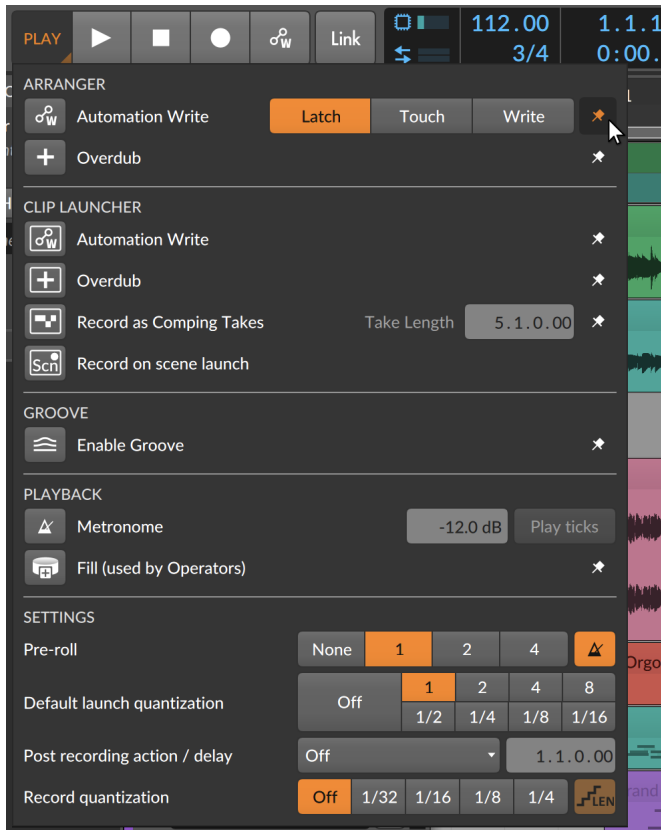 PLAY
Link
112.00
3/4
1.1.1
0:00.
ARRANGER
Automation Write Latch Touch Write
Overdub
CLIP LAUNCHER
Automation Write
Overdub
Record as Comping Takes Take Length 5.1.0.00
Scn Record on scene launch
GROOVE
Enable Groove
PLAYBACK
Metronome -12.0 dB Play ticks
Fill (used by Operators)
SETTINGS
Pre-roll None 1 2 4
Default launch quantization Off 1 2 4 8
1/2 1/4 1/8 1/16
Post recording action / delay Off 1.1.0.00
Record quantization Off 1/32 1/16 1/8 1/4 LEN
Orgo
rand